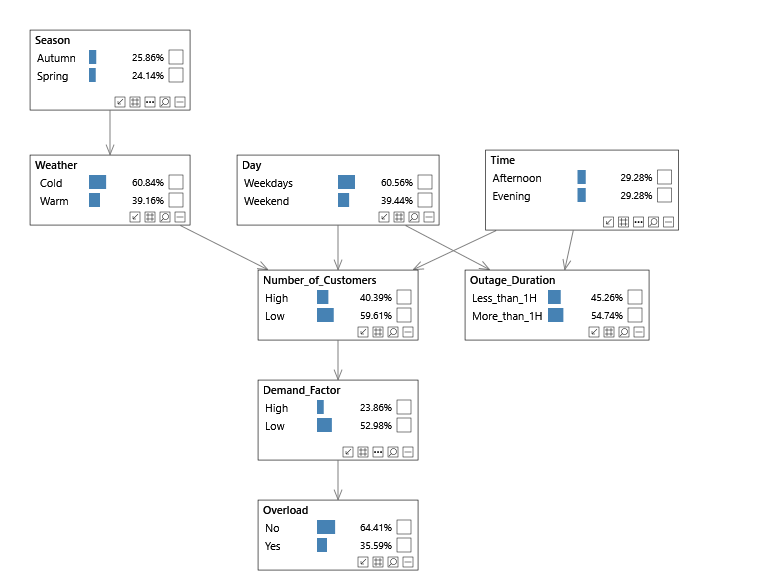 Season
Autumn 25.86%
Spring 24.14%
Weather
Cold 60.84%
Warm 39.16%
Day
Weekdays 60.56%
Weekend 39.44%
Time
Afternoon 29.28%
Evening 29.28%
Number_of_Customers
High 40.39%
Low 59.61%
Outage_Duration
Less_than_1H 45.26%
More_than_1H 54.74%
Demand_Factor
High 23.86%
Low 52.98%
Overload
No 64.41%
Yes 35.59%